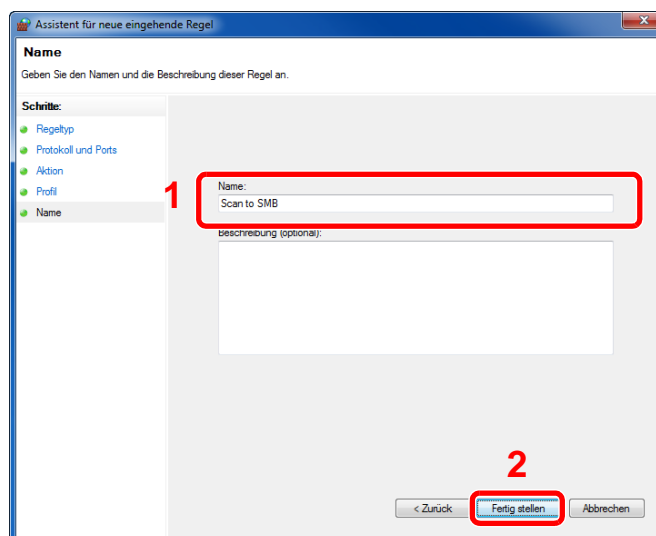 Assistent für neue eingehende Regel
Name
Geben Sie den Namen und die Beschreibung dieser Regel an.
Schritte:
Regeltyp
Protokoll und Ports
Aktion
Profil
Name
1
Name:
Scan to SMB
Beschreibung (optional):
2
< Zurück
Fertig stellen
Abbrechen